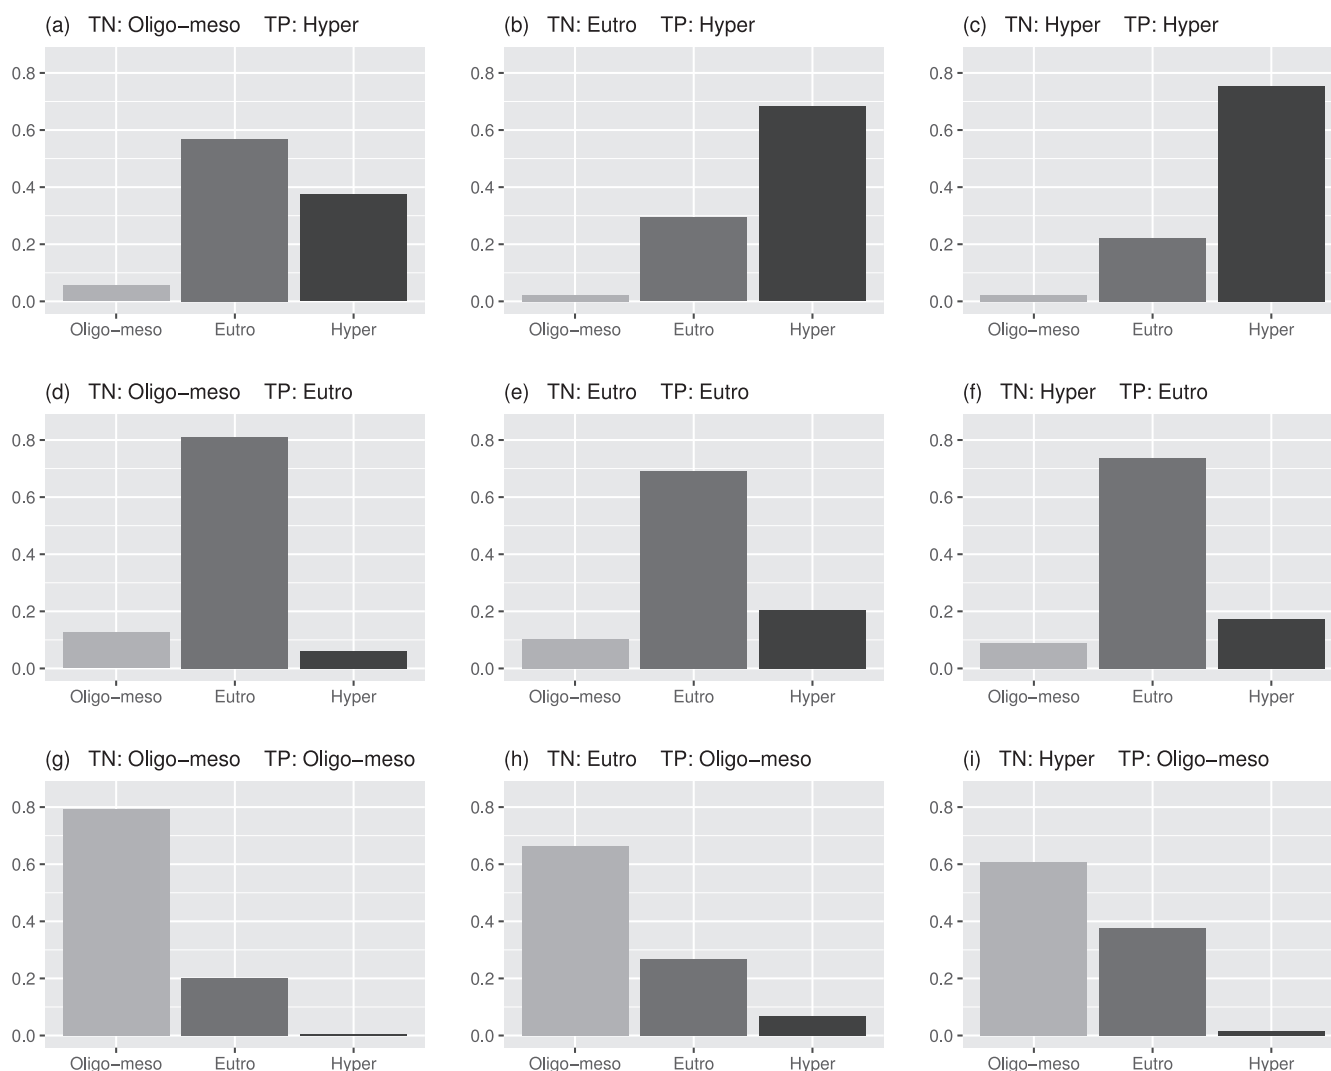 (a) TN: Oligo−meso TP: Hyper
(b) TN: Eutro TP: Hyper
(c) TN: Hyper TP: Hyper
0.8
0.6
0.4
0.2
0.0
Oligo−meso Eutro Hyper
0.8
0.6
0.4
0.2
0.0
Oligo−meso Eutro Hyper
0.8
0.6
0.4
0.2
0.0
Oligo−meso Eutro Hyper
(d) TN: Oligo−meso TP: Eutro
(e) TN: Eutro TP: Eutro
(f) TN: Hyper TP: Eutro
0.8
0.6
0.4
0.2
0.0
Oligo−meso Eutro Hyper
0.8
0.6
0.4
0.2
0.0
Oligo−meso Eutro Hyper
0.8
0.6
0.4
0.2
0.0
Oligo−meso Eutro Hyper
(g) TN: Oligo−meso TP: Oligo−meso
(h) TN: Eutro TP: Oligo−meso
(i) TN: Hyper TP: Oligo−meso
0.8
0.6
0.4
0.2
0.0
Oligo−meso Eutro Hyper
0.8
0.6
0.4
0.2
0.0
Oligo−meso Eutro Hyper
0.8
0.6
0.4
0.2
0.0
Oligo−meso Eutro Hyper